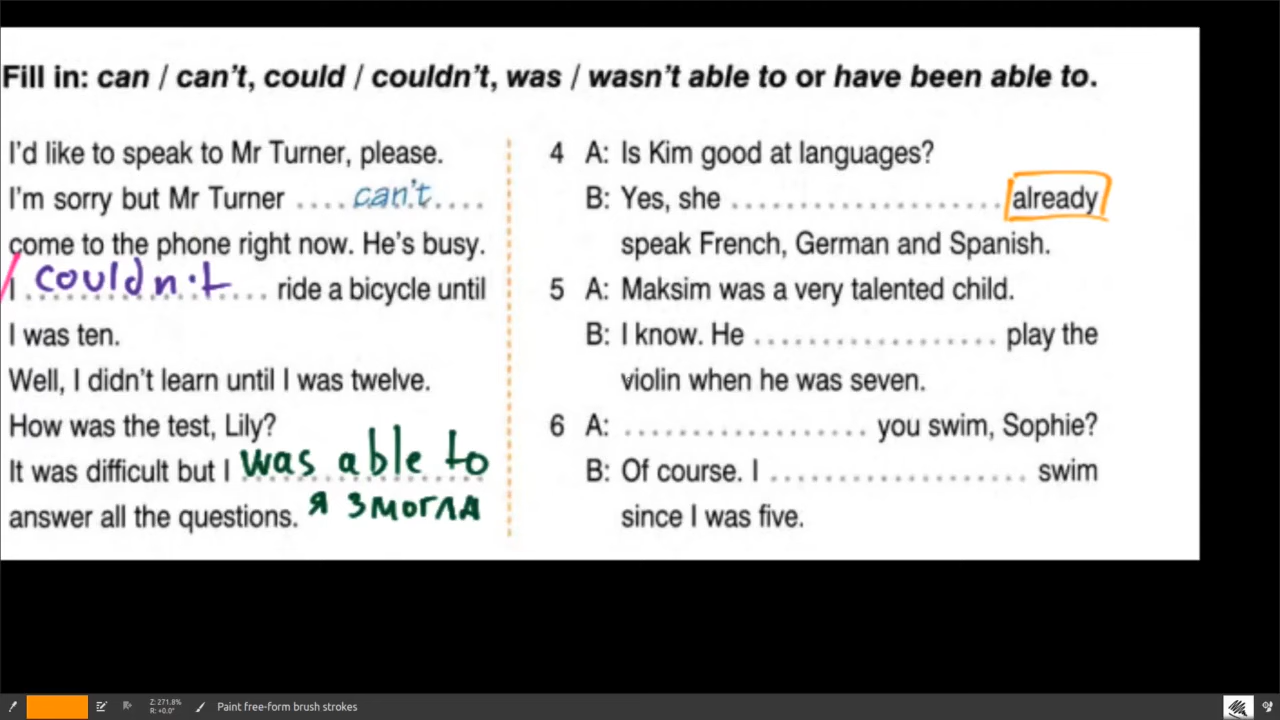 Fill in: can / can't, could / couldn't, was / wasn't able to or have been able to.
I'd like to speak to Mr Turner, please.
I'm sorry but Mr Turner .... can't ....
come to the phone right now. He's busy.
I couldn't ... ride a bicycle until
I was ten.
Well, I didn't learn until I was twelve.
How was the test, Lily?
It was difficult but I was able to
answer all the questions. я змогла
4 A: Is Kim good at languages?
B: Yes, she .................... already
speak French, German and Spanish.
5 A: Maksim was a very talented child.
B: I know. He .................. play the
violin when he was seven.
6 A: .................. you swim, Sophie?
B: Of course. I ................... swim
since I was five.
Z: 271.8%
R: +0.0°
Paint free-form brush strokes